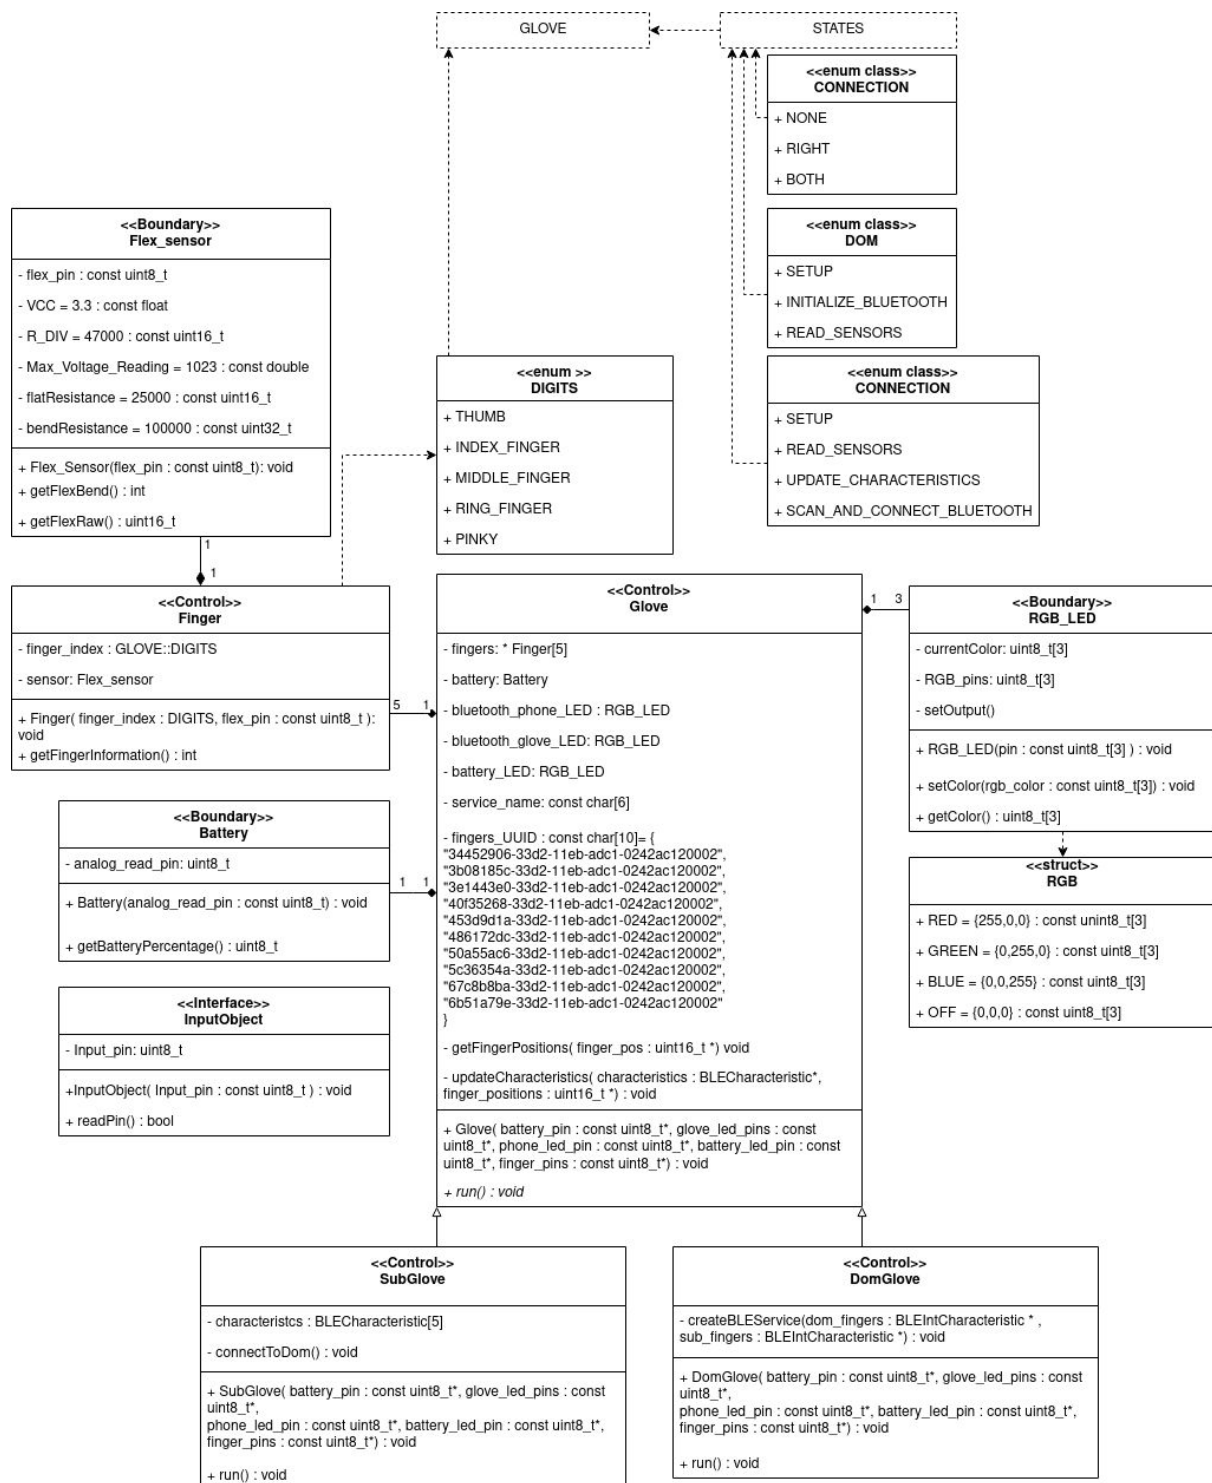 GLOVE
STATES
<<enum class>>
CONNECTION
+ NONE
+ RIGHT
+ BOTH
<<enum class>>
DOM
+ SETUP
+ INITIALIZE_BLUETOOTH
+ READ_SENSORS
<<enum class>>
CONNECTION
+ SETUP
+ READ_SENSORS
+ UPDATE_CHARACTERISTICS
+ SCAN_AND_CONNECT_BLUETOOTH
<<Boundary>>
Flex_sensor
- flex_pin : const uint8_t
- VCC = 3.3 : const float
- R_DIV = 47000 : const uint16_t
- Max_Voltage_Reading = 1023 : const double
- flatResistance = 25000 : const uint16_t
- bendResistance = 100000 : const uint32_t
+ Flex_Sensor(flex_pin : const uint8_t): void
+ getFlexBend() : int
+ getFlexRaw() : uint16_t
1
1
<<enum >>
DIGITS
+ THUMB
+ INDEX_FINGER
+ MIDDLE_FINGER
+ RING_FINGER
+ PINKY
<<Control>>
Finger
- finger_index : GLOVE::DIGITS
- sensor: Flex_sensor
+ Finger( finger_index : DIGITS, flex_pin : const uint8_t ):
void
+ getFingerInformation() : int
5 1
<<Boundary>>
Battery
- analog_read_pin: uint8_t
+ Battery(analog_read_pin : const uint8_t) : void
+ getBatteryPercentage() : uint8_t
1 1
<<Interface>>
InputObject
- Input_pin: uint8_t
+InputObject( Input_pin : const uint8_t ) : void
+ readPin() : bool
<<Control>>
Glove
- fingers: * Finger[5]
- battery: Battery
- bluetooth_phone_LED : RGB_LED
- bluetooth_glove_LED: RGB_LED
- battery_LED: RGB_LED
- service_name: const char[6]
- fingers_UUID : const char[10]= {
"34452906-33d2-11eb-adc1-0242ac120002",
"3b08185c-33d2-11eb-adc1-0242ac120002",
"3e1443e0-33d2-11eb-adc1-0242ac120002",
"40f35268-33d2-11eb-adc1-0242ac120002",
"453d9d1a-33d2-11eb-adc1-0242ac120002",
"486172dc-33d2-11eb-adc1-0242ac120002",
"50a55ac6-33d2-11eb-adc1-0242ac120002",
"5c36354a-33d2-11eb-adc1-0242ac120002",
"67c8b8ba-33d2-11eb-adc1-0242ac120002",
"6b51a79e-33d2-11eb-adc1-0242ac120002"
}
- getFingerPositions( finger_pos : uint16_t *) void
- updateCharacteristics( characteristics : BLECharacteristic*,
finger_positions : uint16_t *) : void
+ Glove( battery_pin : const uint8_t*, glove_led_pins : const
uint8_t*, phone_led_pin : const uint8_t*, battery_led_pin : const
uint8_t*, finger_pins : const uint8_t*) : void
+ run() : void
1 3
<<Boundary>>
RGB_LED
- currentColor: uint8_t[3]
- RGB_pins: uint8_t[3]
- setOutput()
+ RGB_LED(pin : const uint8_t[3] ) : void
+ setColor(rgb_color : const uint8_t[3]) : void
+ getColor() : uint8_t[3]
<<struct>>
RGB
+ RED = {255,0,0} : const unint8_t[3]
+ GREEN = {0,255,0} : const uint8_t[3]
+ BLUE = {0,0,255} : const uint8_t[3]
+ OFF = {0,0,0} : const uint8_t[3]
<<Control>>
SubGlove
- characteristcs : BLECharacteristic[5]
- connectToDom() : void
+ SubGlove( battery_pin : const uint8_t*, glove_led_pins : const
uint8_t*,
phone_led_pin : const uint8_t*, battery_led_pin : const uint8_t*,
finger_pins : const uint8_t*) : void
+ run() : void
<<Control>>
DomGlove
- createBLEService(dom_fingers : BLEIntCharacteristic * ,
sub_fingers : BLEIntCharacteristic *) : void
+ DomGlove( battery_pin : const uint8_t*, glove_led_pins : const
uint8_t*,
phone_led_pin : const uint8_t*, battery_led_pin : const uint8_t*,
finger_pins : const uint8_t*) : void
+ run() : void